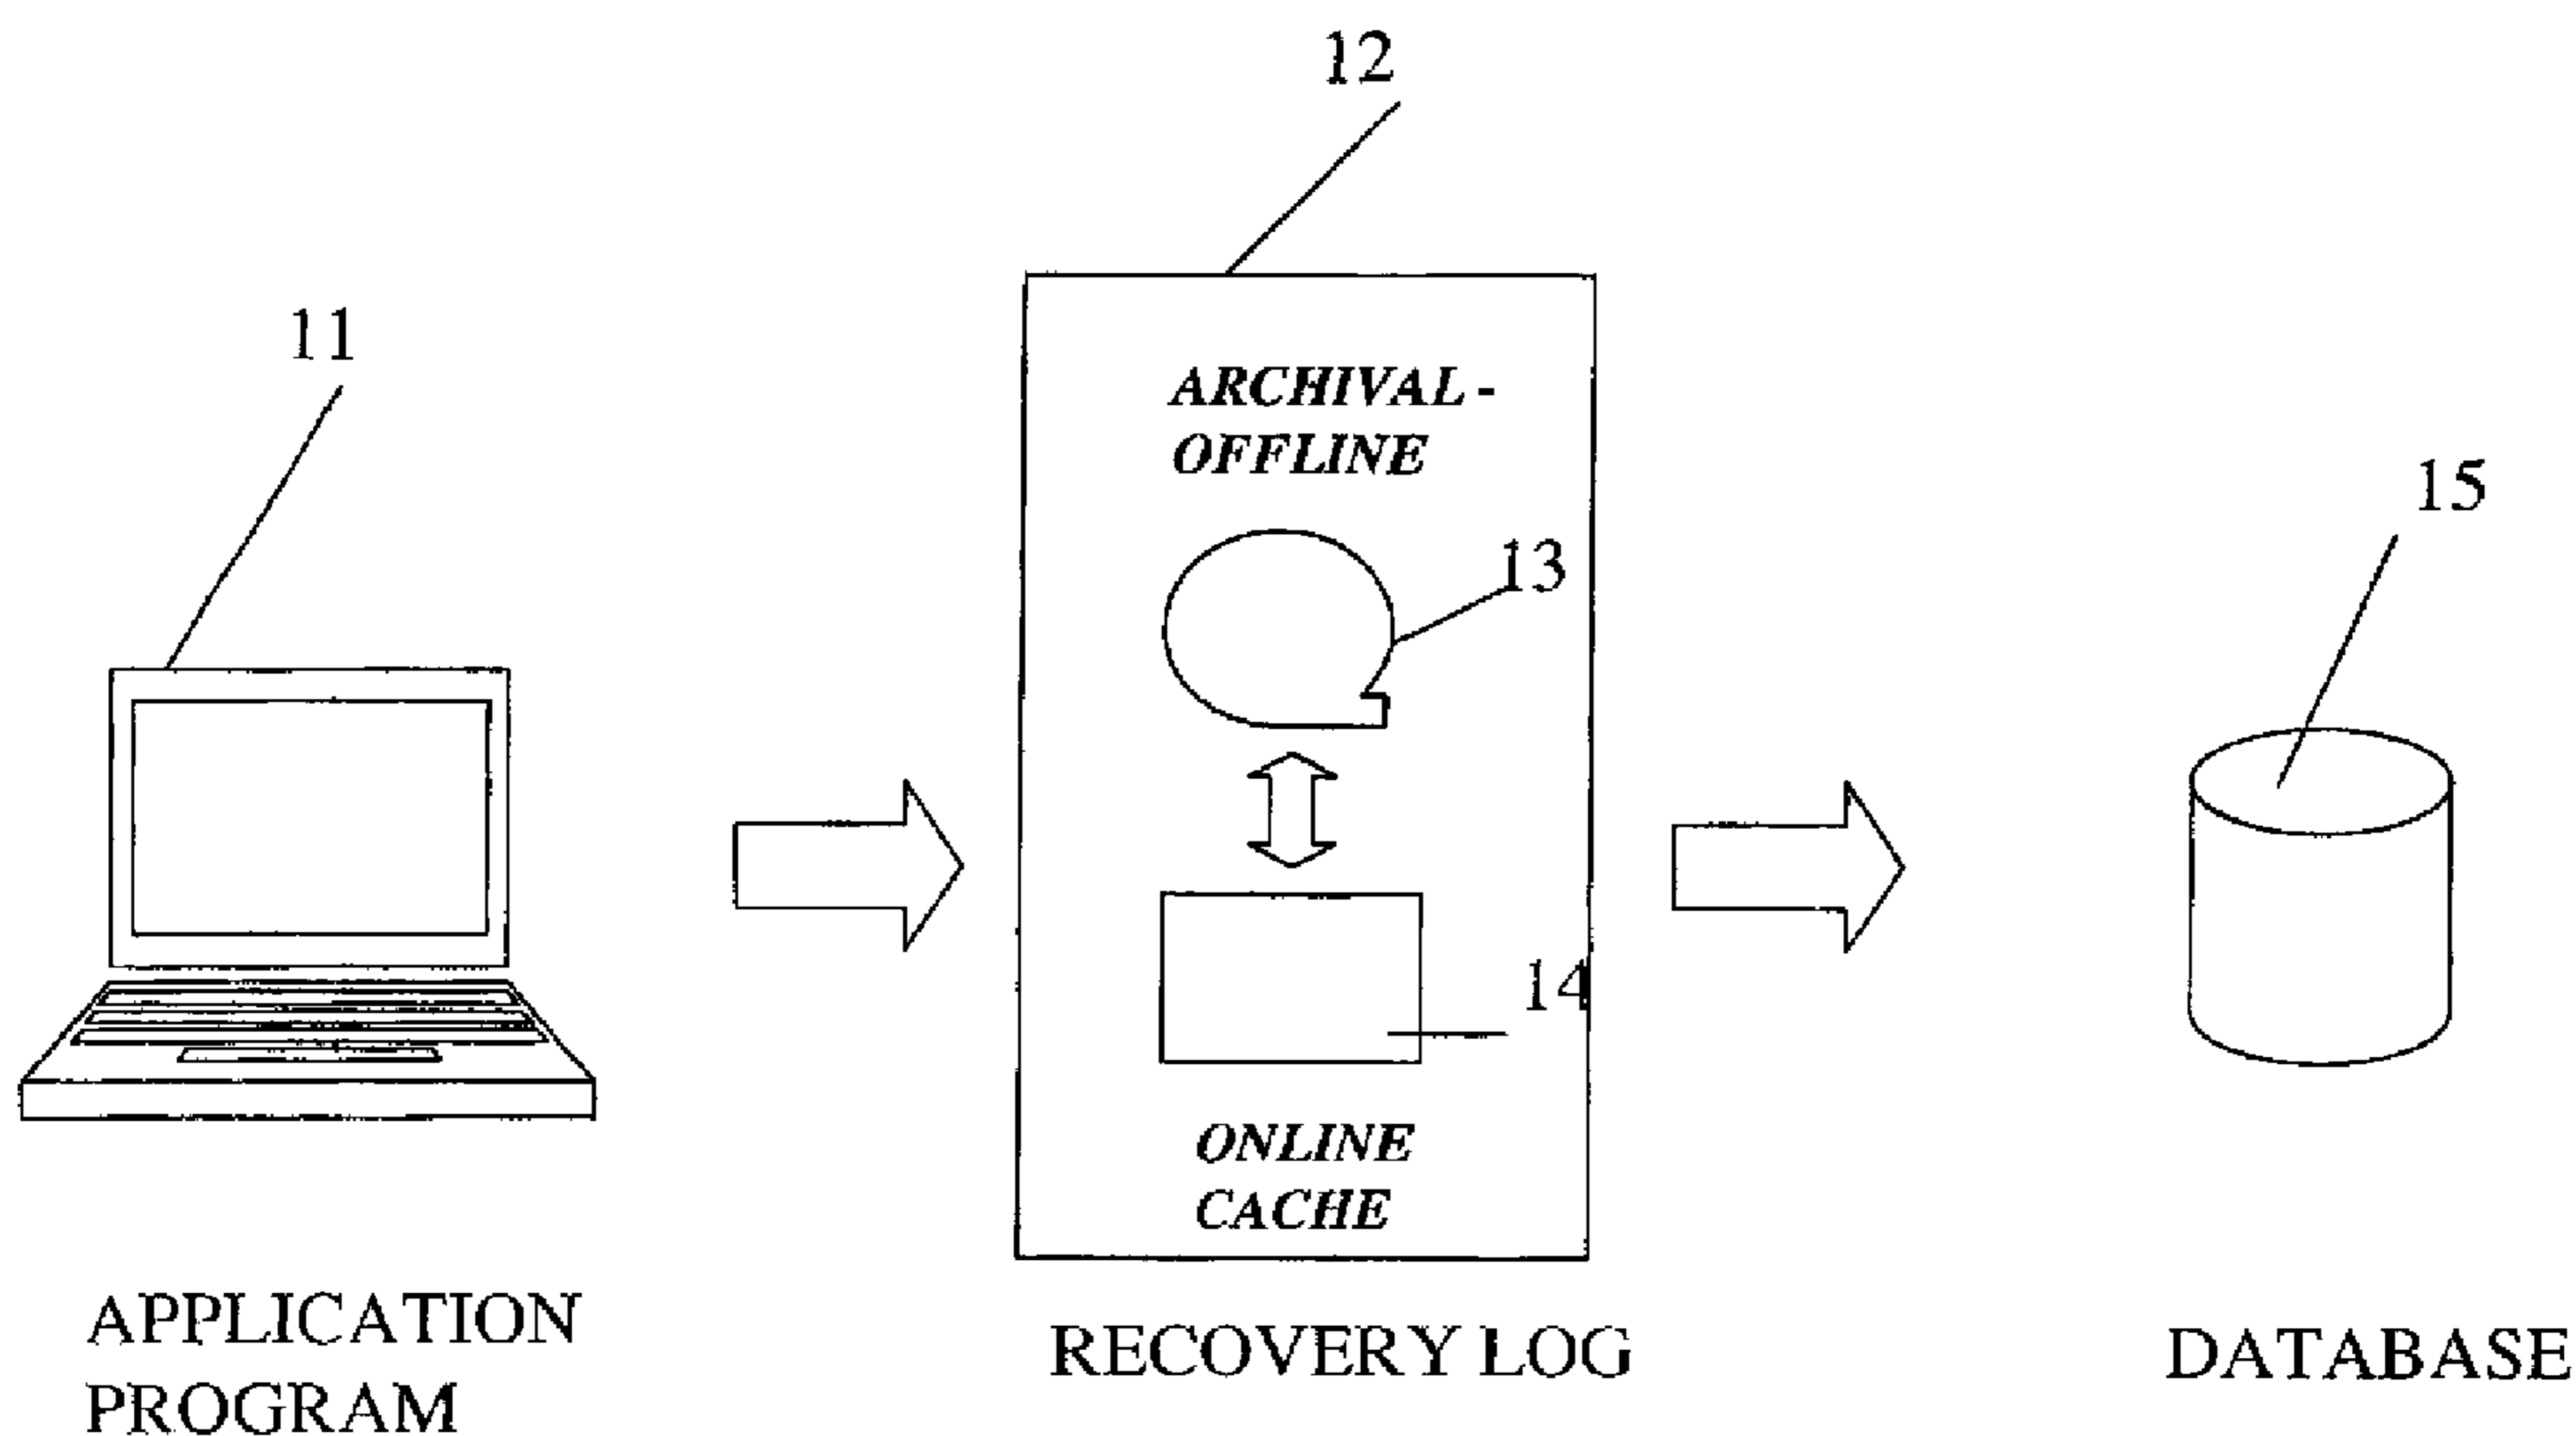 12
11
ARCHIVAL -
OFFLINE
15
13
14
ONLINE
CACHE
APPLICATION
PROGRAM
RECOVERY LOG
DATABASE